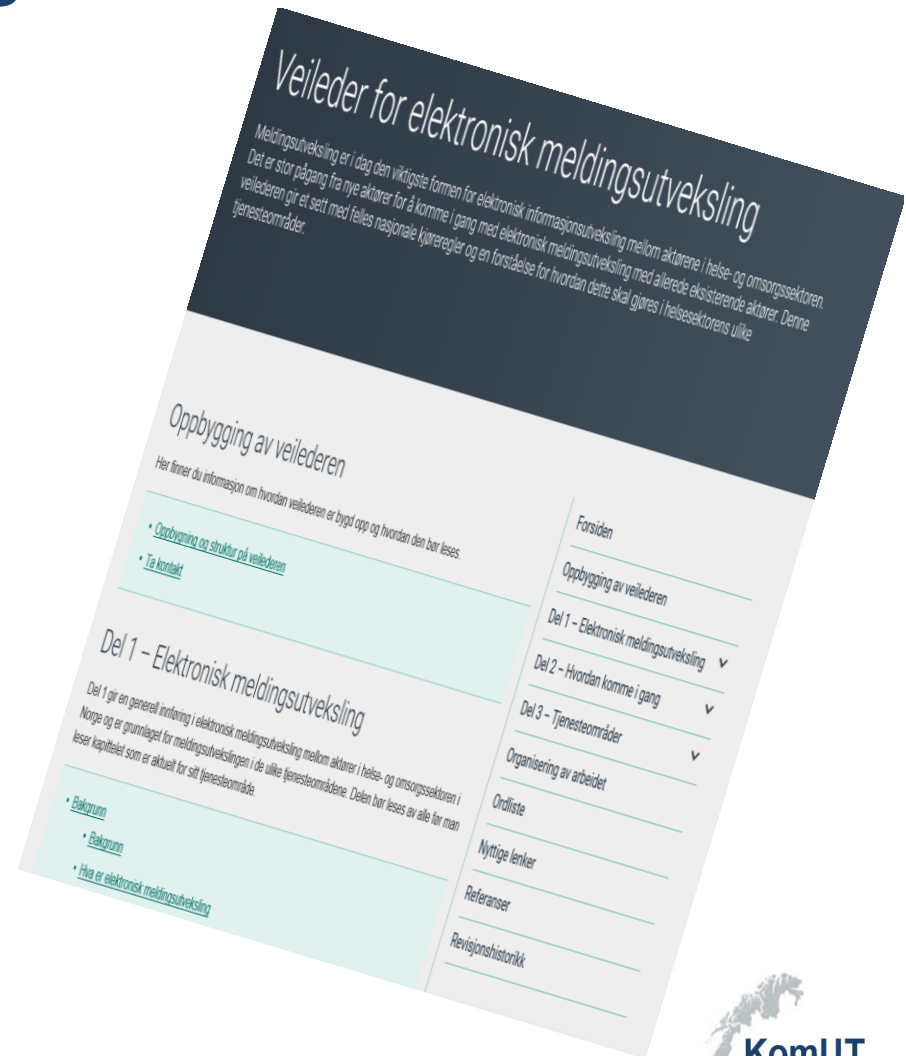 Veileder for elektronisk meldingsutveksling
Meldingsutveksling er i dag den viktigste formen for elektronisk informasjonsutveksling mellom aktørene i helse- og omsorgssektoren.
Det er stor pågang fra nye aktører for å komme i gang med elektronisk meldingsutveksling med allerede eksisterende aktører. Denne
veilederen gir et sett med felles nasjonale kjøreregler og en forståelse for hvordan dette skal gjøres i helsesektorens ulike
tjenesteområder.
Oppbygging av veilederen
Her finner du informasjon om hvordan veilederen er bygd opp og hvordan den bør leses.
• Oppbygning og struktur på veilederen
• Ta kontakt
Del 1 – Elektronisk meldingsutveksling
Del 1 gir en generell innføring i elektronisk meldingsutveksling mellom aktører i helse- og omsorgssektoren i
Norge og er grunnlaget for meldingsutvekslingen i de ulike tjenesteområdene. Delen bør leses av alle før man
leser kapittelet som er aktuelt for sitt tjenesteområde.
• Bakgrunn
• Bakgrunn
• Hva er elektronisk meldingsutveksling
Forsiden
Oppbygging av veilederen
Del 1 – Elektronisk meldingsutveksling
Del 2 – Hvordan komme i gang
Del 3 – Tjenesteområder
Organisering av arbeidet
Ordliste
Nyttige lenker
Referanser
Revisjonshistorikk
KomUT